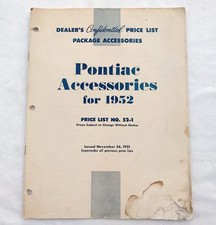 DEALER'S Confidential PRICE LIST
PACKAGE ACCESSORIES
Pontiac
Accessories
for 1952
PRICE LIST NO. 52-1
Prices Subject to Change Without Notice
Issued November 26, 1951
Supersedes all previous price lists